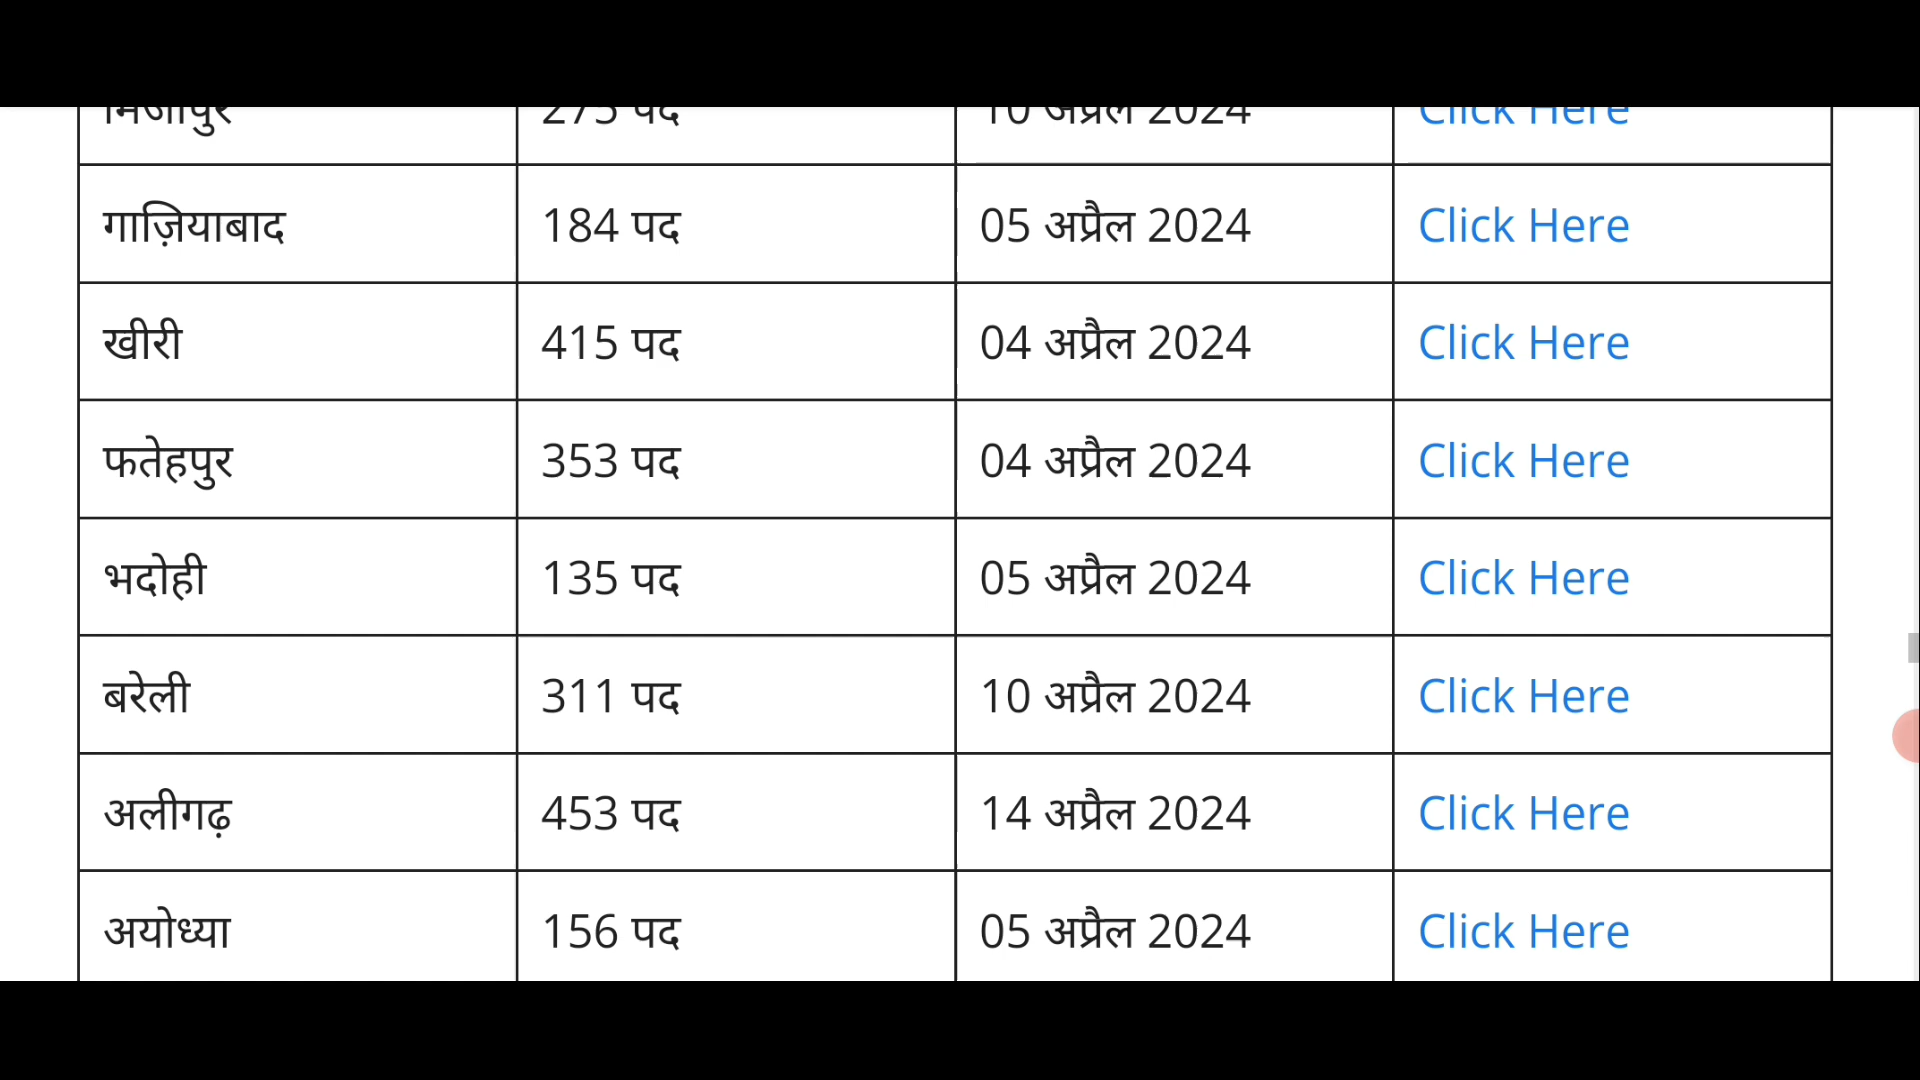 मिर्जापुर 275 पद 10 अप्रैल 2024 Click Here
गाज़ियाबाद 184 पद 05 अप्रैल 2024 Click Here
खीरी 415 पद 04 अप्रैल 2024 Click Here
फतेहपुर 353 पद 04 अप्रैल 2024 Click Here
भदोही 135 पद 05 अप्रैल 2024 Click Here
बरेली 311 पद 10 अप्रैल 2024 Click Here
अलीगढ़ 453 पद 14 अप्रैल 2024 Click Here
अयोध्या 156 पद 05 अप्रैल 2024 Click Here